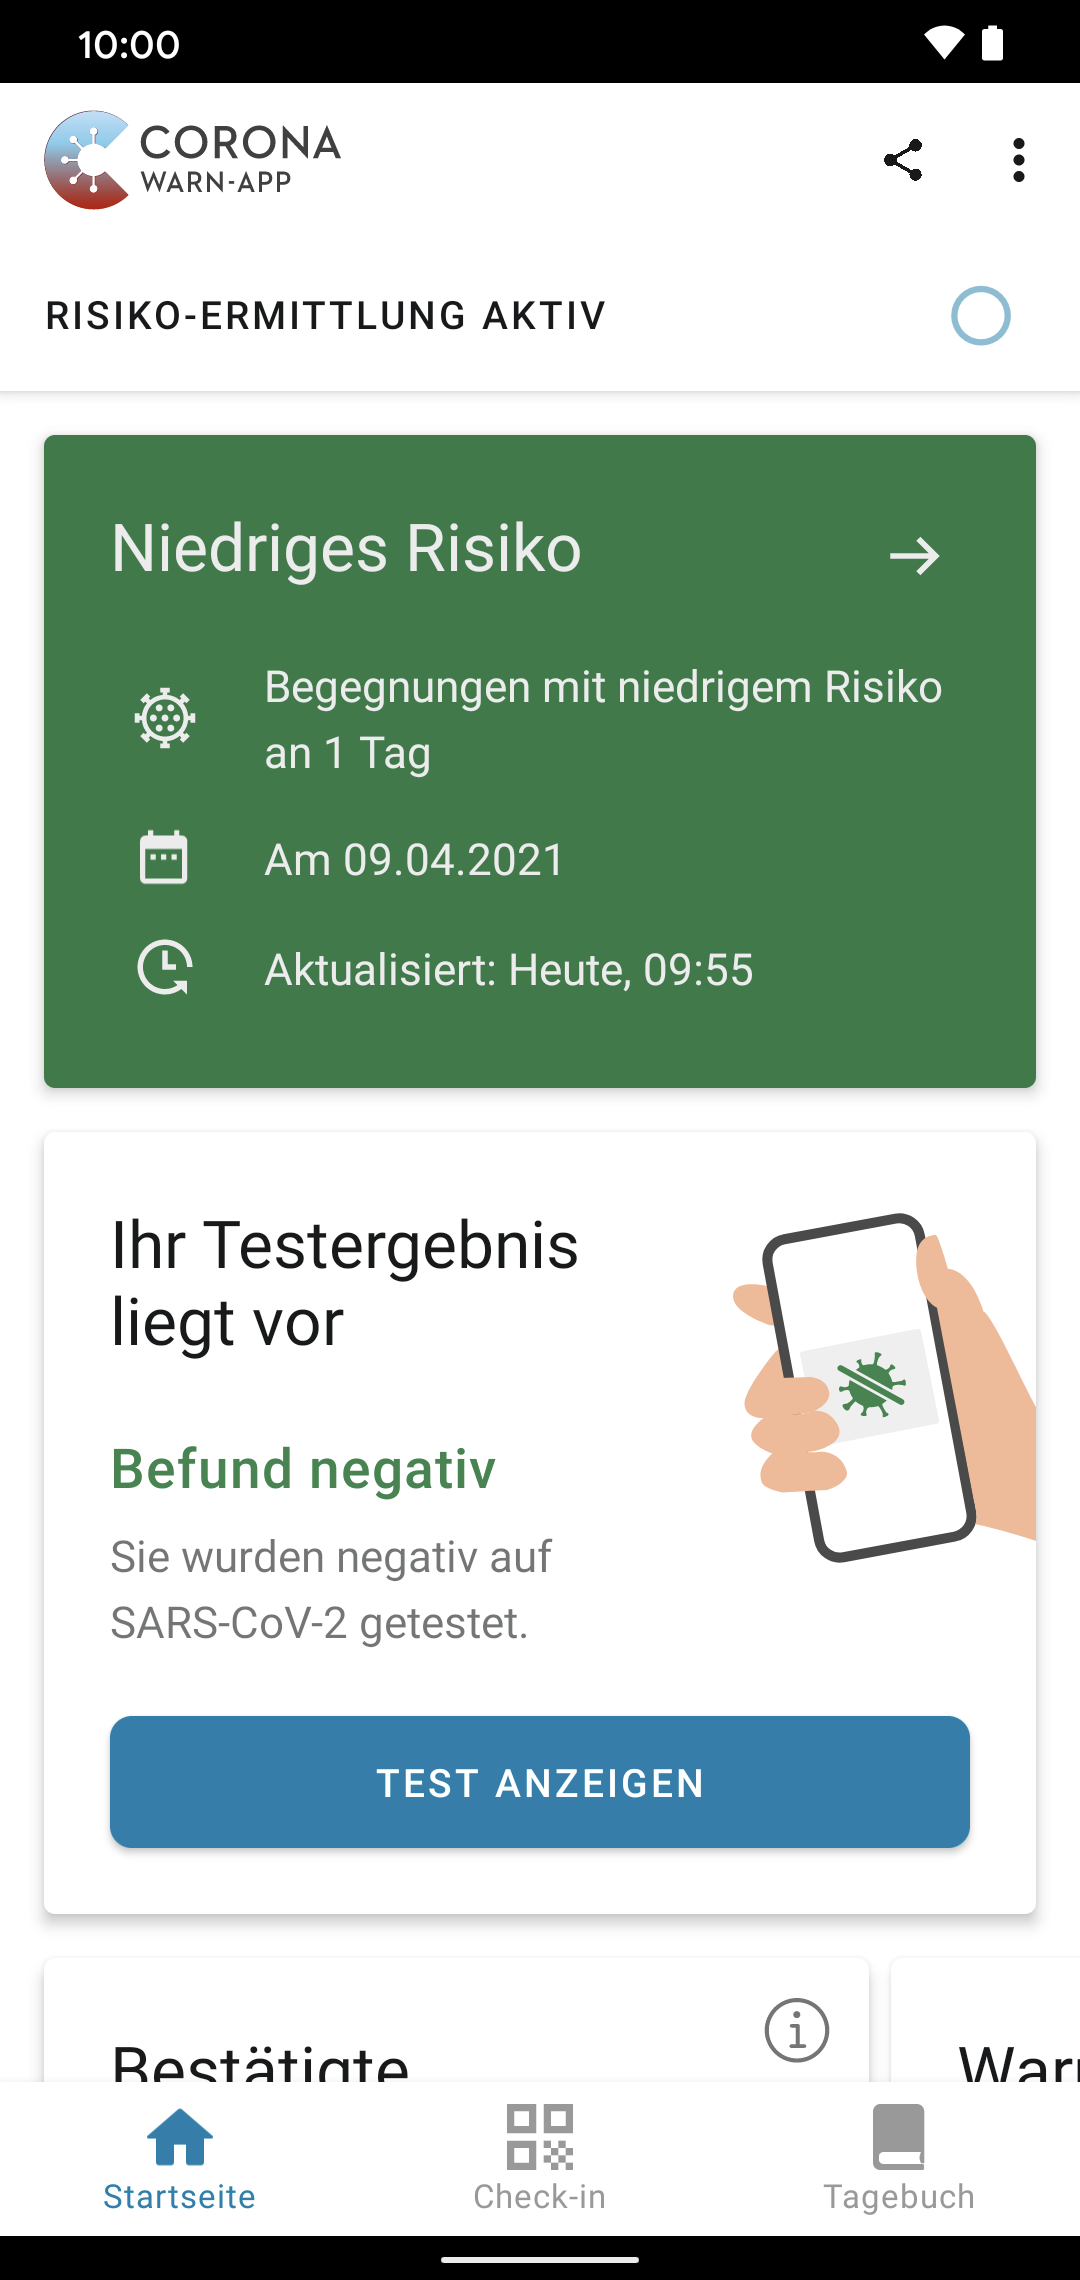 10:00
CORONA
WARN-APP
RISIKO-ERMITTLUNG AKTIV
Niedriges Risiko
Begegnungen mit niedrigem Risiko
an 1 Tag
Am 09.04.2021
Aktualisiert: Heute, 09:55
Ihr Testergebnis
liegt vor
Befund negativ
Sie wurden negativ auf
SARS-CoV-2 getestet.
TEST ANZEIGEN
Bestätigte
Startseite
Check-in
Tagebuch